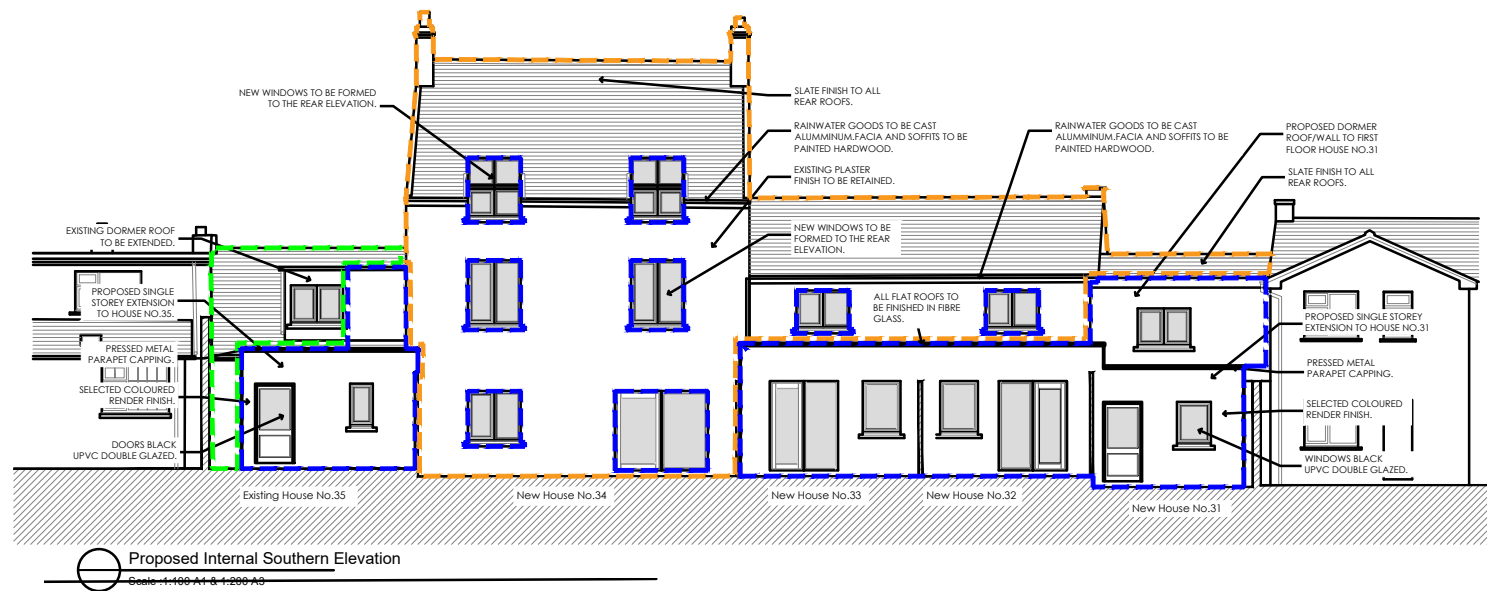 NEW WINDOWS TO BE FORMED
TO THE REAR ELEVATION.
SLATE FINISH TO ALL
REAR ROOFS.
RAINWATER GOODS TO BE CAST
ALUMMINUM.FACIA AND SOFFITS TO BE
PAINTED HARDWOOD.
EXISTING PLASTER
FINISH TO BE RETAINED.
RAINWATER GOODS TO BE CAST
ALUMMINUM.FACIA AND SOFFITS TO BE
PAINTED HARDWOOD.
PROPOSED DORMER
ROOF/WALL TO FIRST
FLOOR HOUSE NO.31
SLATE FINISH TO ALL
REAR ROOFS.
EXISTING DORMER ROOF
TO BE EXTENDED.
NEW WINDOWS TO BE
FORMED TO THE REAR
ELEVATION.
PROPOSED SINGLE
STOREY EXTENSION
TO HOUSE NO.35.
ALL FLAT ROOFS TO
BE FINISHED IN FIBRE
GLASS.
PROPOSED SINGLE STOREY
EXTENSION TO HOUSE NO.31
PRESSED METAL
PARAPET CAPPING.
PRESSED METAL
PARAPET CAPPING.
SELECTED COLOURED
RENDER FINISH.
SELECTED COLOURED
RENDER FINISH.
DOORS BLACK
UPVC DOUBLE GLAZED.
WINDOWS BLACK
UPVC DOUBLE GLAZED.
Existing House No.35
New House No.34
New House No.33
New House No.32
New House No.31
Proposed Internal Southern Elevation
Scale :1:100 A1 & 1:200 A3